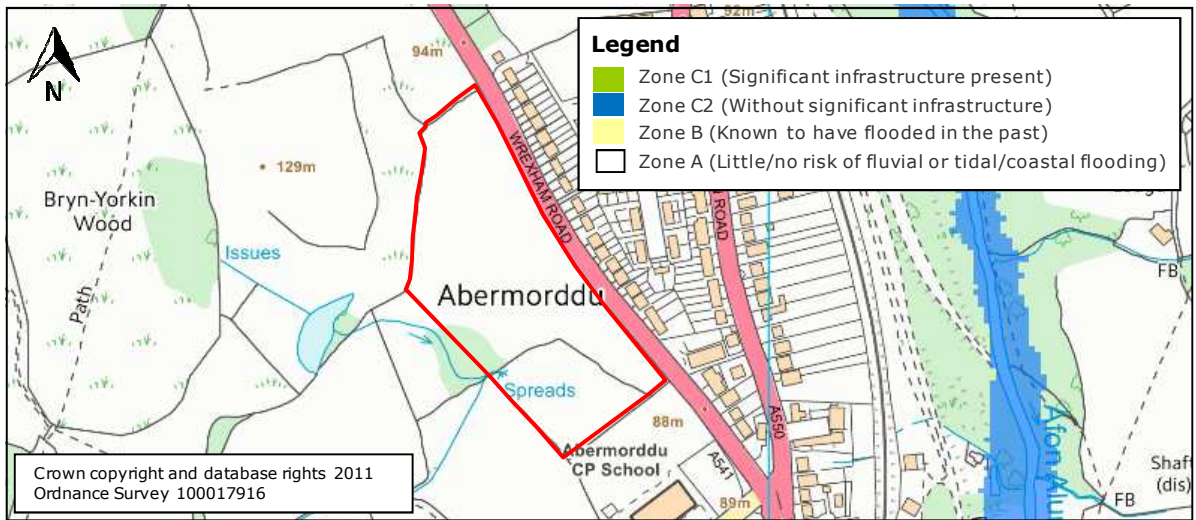 94m
92m
N
Legend
Zone C1 (Significant infrastructure present)
Zone C2 (Without significant infrastructure)
Zone B (Known to have flooded in the past)
Zone A (Little/no risk of fluvial or tidal/coastal flooding)
129m
WREXHAM ROAD
ROAD
Bryn-Yorkin
Wood
Issues
Path
Abermorddu
FB
Spreads
88m
A550
Abermorddu
CP School
A541
89m
Afon Alun
Shaft
(dis)
FB
Crown copyright and database rights 2011
Ordnance Survey 100017916